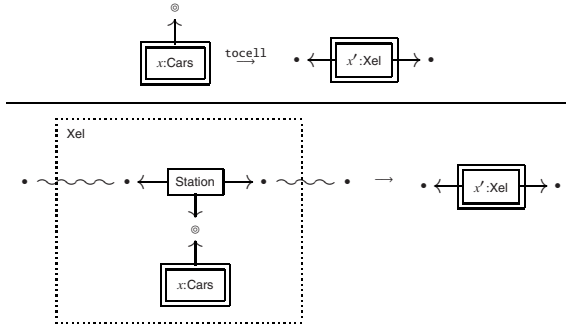 x:Cars
tocell
x′:Xel
Xel
Station
x′:Xel
x:Cars